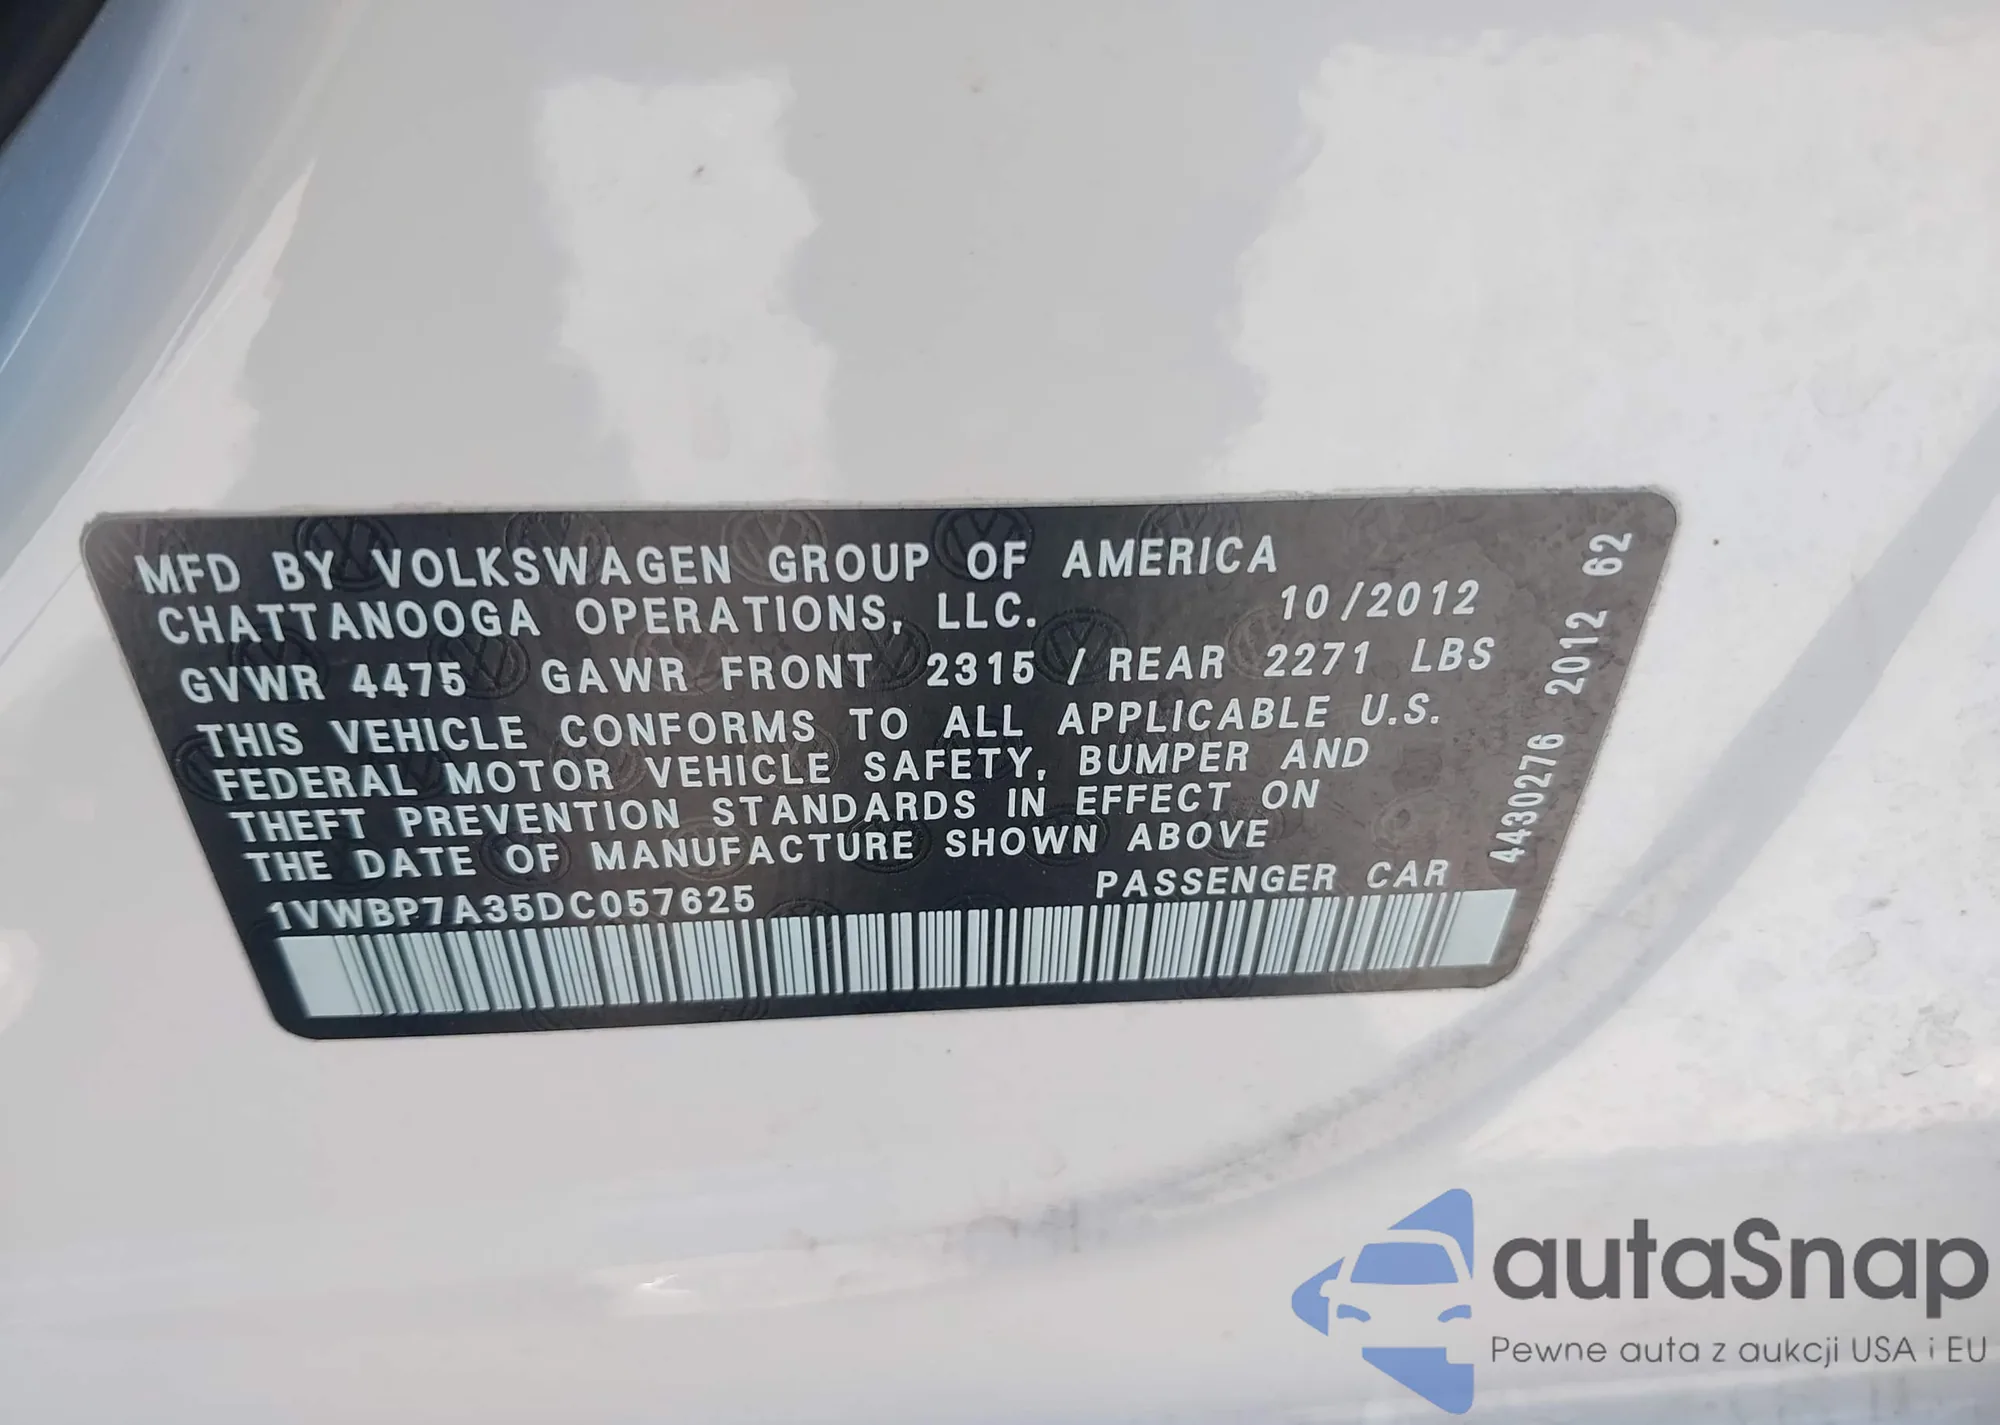 MFD BY VOLKSWAGEN GROUP OF AMERICA
CHATTANOOGA OPERATIONS, LLC. 10/2012
GVWR 4475 GAWR FRONT 2315 / REAR 2271 LBS
THIS VEHICLE CONFORMS TO ALL APPLICABLE U.S.
FEDERAL MOTOR VEHICLE SAFETY, BUMPER AND
THEFT PREVENTION STANDARDS IN EFFECT ON
THE DATE OF MANUFACTURE SHOWN ABOVE
1VWBP7A35DC057625 PASSENGER CAR
4430276 2012 62
autaSnap
Pewne auta z aukcji USA i EU